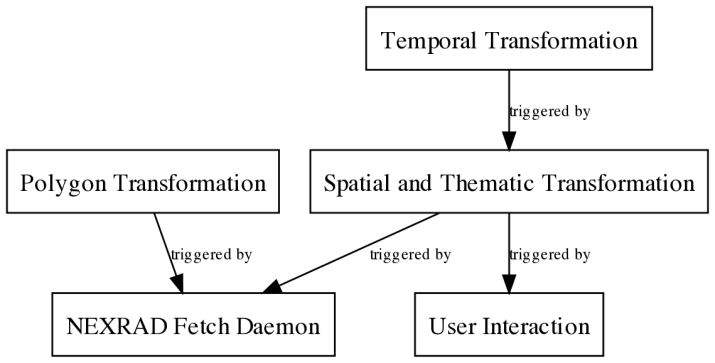 Temporal Transformation
triggered by
Polygon Transformation
Spatial and Thematic Transformation
triggered by
triggered by
triggered by
NEXRAD Fetch Daemon
User Interaction